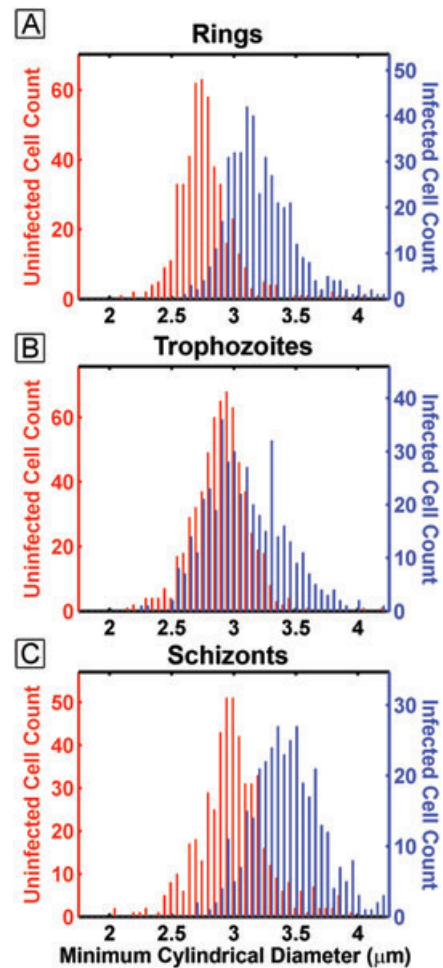 A
Rings
Uninfected Cell Count
Infected Cell Count
60
40
20
0
50
40
30
20
10
0
2 2.5 3 3.5 4
B
Trophozoites
Uninfected Cell Count
Infected Cell Count
60
40
20
0
40
30
20
10
0
2 2.5 3 3.5 4
C
Schizonts
Uninfected Cell Count
Infected Cell Count
50
40
30
20
10
0
30
20
10
0
2 2.5 3 3.5 4
Minimum Cylindrical Diameter (μm)